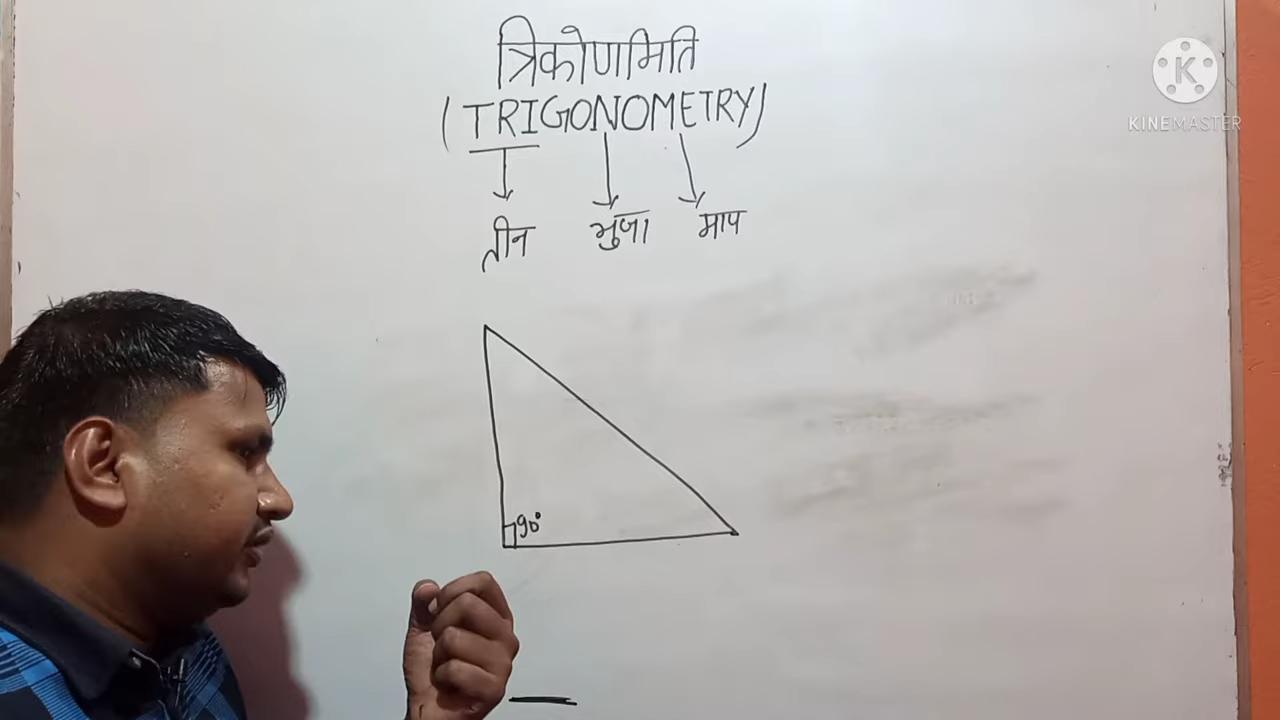 त्रिकोणमिति
(TRIGONOMETRY)
तीन भुजा माप
90°
K
KINEMASTER